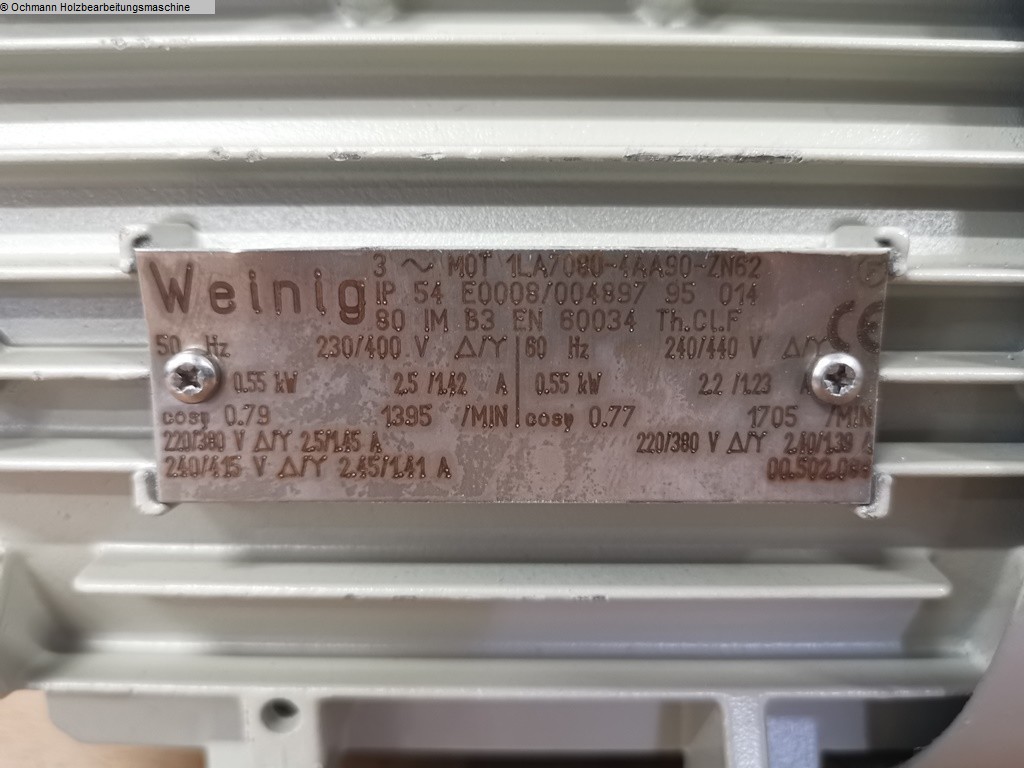 © Ochmann Holzbearbeitungsmaschine
Weinig
3 ~ MOT 1LA7080-4AA90-ZN62
IP 54 E0008/004897 95 014
80 IM B3 EN 60034 Th.Cl.F
CE
50 Hz 230/400 V Δ/Y 60 Hz 240/440 V Δ/Y
0.55 kW 2.5/1.42 A 0.55 kW 2.2/1.23 A
cosφ 0.79 1395 /MIN cosφ 0.77 1705 /MIN
220/380 V Δ/Y 2.5/1.45 A 220/380 V Δ/Y 2.40/1.39 A
240/415 V Δ/Y 2.45/1.41 A